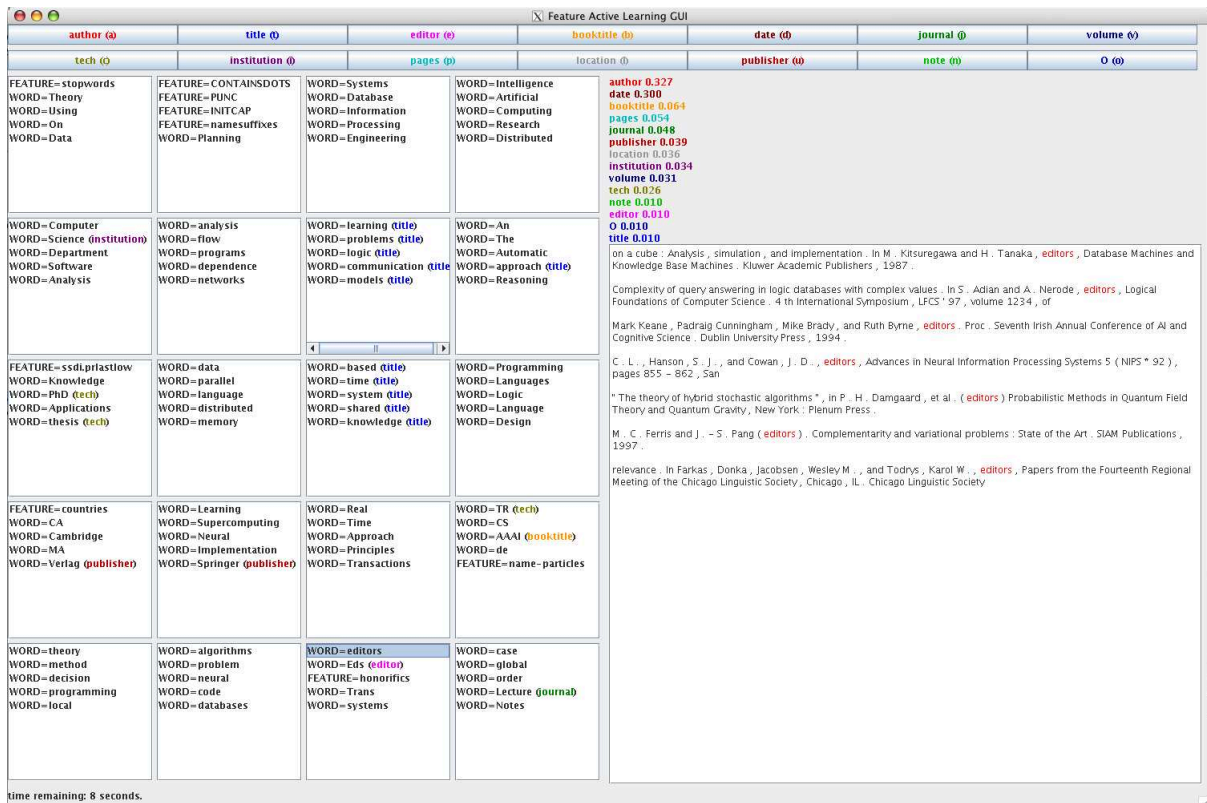 Feature Active Learning GUI
author (a) title (t) editor (e) booktitle (b) date (d) journal (j) volume (v)
tech (c) institution (i) pages (p) location (l) publisher (u) note (n) O (o)
FEATURE=stopwords
WORD=Theory
WORD=Using
WORD=On
WORD=Data
FEATURE=CONTAINSDOTS
FEATURE=PUNC
FEATURE=INITCAP
FEATURE=namesuffixes
WORD=Planning
WORD=Systems
WORD=Database
WORD=Information
WORD=Processing
WORD=Engineering
WORD=Intelligence
WORD=Artificial
WORD=Computing
WORD=Research
WORD=Distributed
WORD=Computer
WORD=Science (institution)
WORD=Department
WORD=Software
WORD=Analysis
WORD=analysis
WORD=flow
WORD=programs
WORD=dependence
WORD=networks
WORD=learning (title)
WORD=problems (title)
WORD=logic (title)
WORD=communication (title
WORD=models (title)
WORD=An
WORD=The
WORD=Automatic
WORD=approach (title)
WORD=Reasoning
FEATURE=ssdi.prlastlow
WORD=Knowledge
WORD=PhD (tech)
WORD=Applications
WORD=thesis (tech)
WORD=data
WORD=parallel
WORD=language
WORD=distributed
WORD=memory
WORD=based (title)
WORD=time (title)
WORD=system (title)
WORD=shared (title)
WORD=knowledge (title)
WORD=Programming
WORD=Languages
WORD=Logic
WORD=Language
WORD=Design
FEATURE=countries
WORD=CA
WORD=Cambridge
WORD=MA
WORD=Verlag (publisher)
WORD=Learning
WORD=Supercomputing
WORD=Neural
WORD=Implementation
WORD=Springer (publisher)
WORD=Real
WORD=Time
WORD=Approach
WORD=Principles
WORD=Transactions
WORD=TR (tech)
WORD=CS
WORD=AAAI (booktitle)
WORD=de
FEATURE=name-particles
WORD=theory
WORD=method
WORD=decision
WORD=programming
WORD=local
WORD=algorithms
WORD=problem
WORD=neural
WORD=code
WORD=databases
WORD=editors
WORD=Eds (editor)
FEATURE=honorifics
WORD=Trans
WORD=systems
WORD=case
WORD=global
WORD=order
WORD=Lecture (journal)
WORD=Notes
author 0.327
date 0.300
booktitle 0.064
pages 0.054
journal 0.048
publisher 0.039
location 0.036
institution 0.034
volume 0.031
tech 0.026
note 0.010
editor 0.010
O 0.010
title 0.010
on a cube : Analysis , simulation , and implementation . In M . Kitsuregawa and H . Tanaka , editors , Database Machines and
Knowledge Base Machines . Kluwer Academic Publishers , 1987 .
Complexity of query answering in logic databases with complex values . In S . Adian and A . Nerode , editors , Logical
Foundations of Computer Science . 4 th International Symposium , LFCS ' 97 , volume 1234 , of
Mark Keane , Padraig Cunningham , Mike Brady , and Ruth Byrne , editors . Proc . Seventh Irish Annual Conference of AI and
Cognitive Science . Dublin University Press , 1994 .
C . L . , Hanson , S . J . , and Cowan , J . D . , editors , Advances in Neural Information Processing Systems 5 ( NIPS * 92 ) ,
pages 855 - 862 , San
" The theory of hybrid stochastic algorithms " , in P . H . Damgaard , et al . ( editors ) Probabilistic Methods in Quantum Field
Theory and Quantum Gravity , New York : Plenum Press .
M . C . Ferris and J . - S . Pang ( editors ) . Complementarity and variational problems : State of the Art . SIAM Publications ,
1997 .
relevance . In Farkas , Donka , Jacobsen , Wesley M . , and Todrys , Karol W . , editors , Papers from the Fourteenth Regional
Meeting of the Chicago Linguistic Society , Chicago , IL . Chicago Linguistic Society
time remaining: 8 seconds.